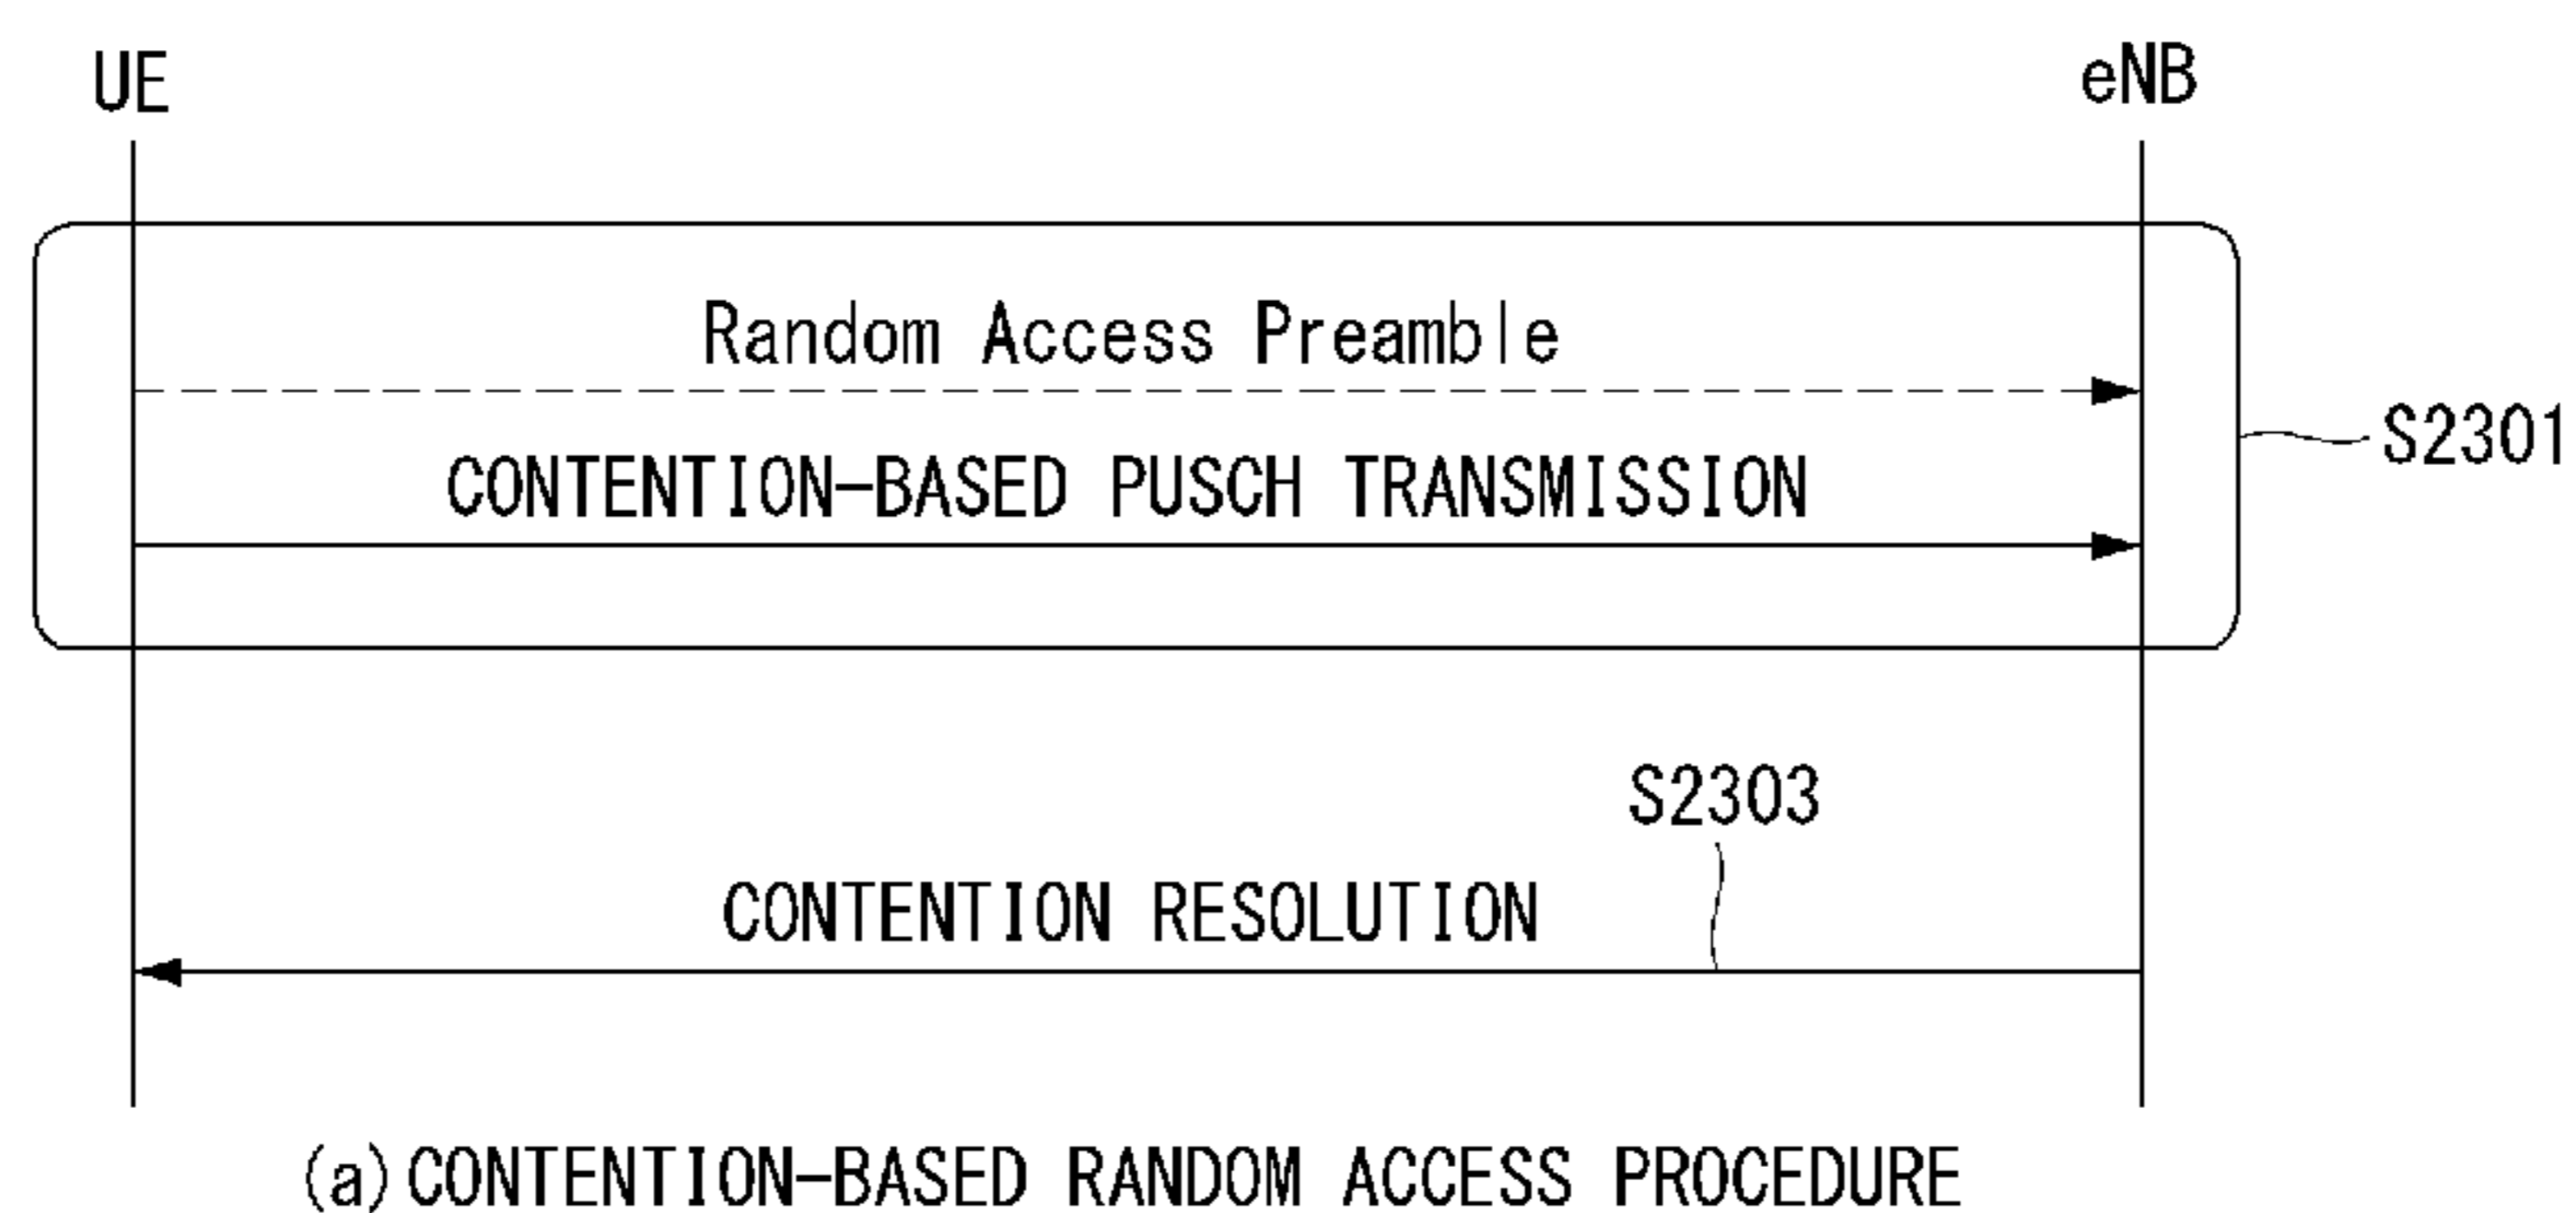 UE
eNB
Random Access Preamble
S2301
CONTENTION-BASED PUSCH TRANSMISSION
S2303
CONTENTION RESOLUTION
(a) CONTENTION-BASED RANDOM ACCESS PROCEDURE